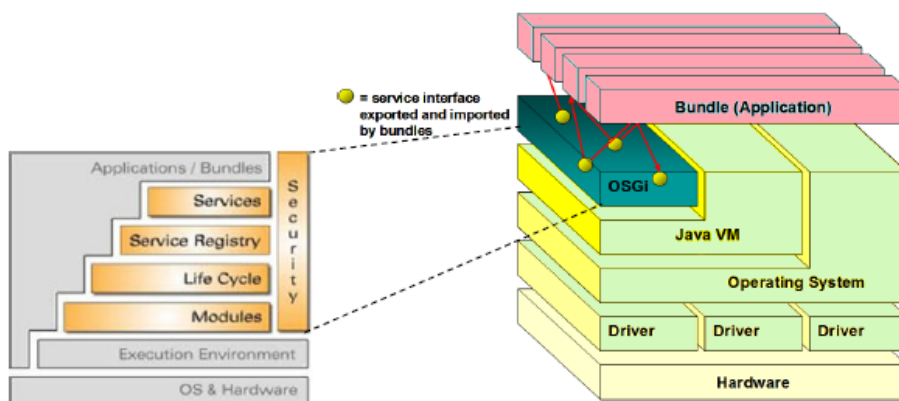 = service interface
exported and imported
by bundles
Applications / Bundles
Services
Service Registry
Life Cycle
Modules
Security
Execution Environment
OS & Hardware
Bundle (Application)
OSGi
Java VM
Operating System
Driver Driver Driver
Hardware